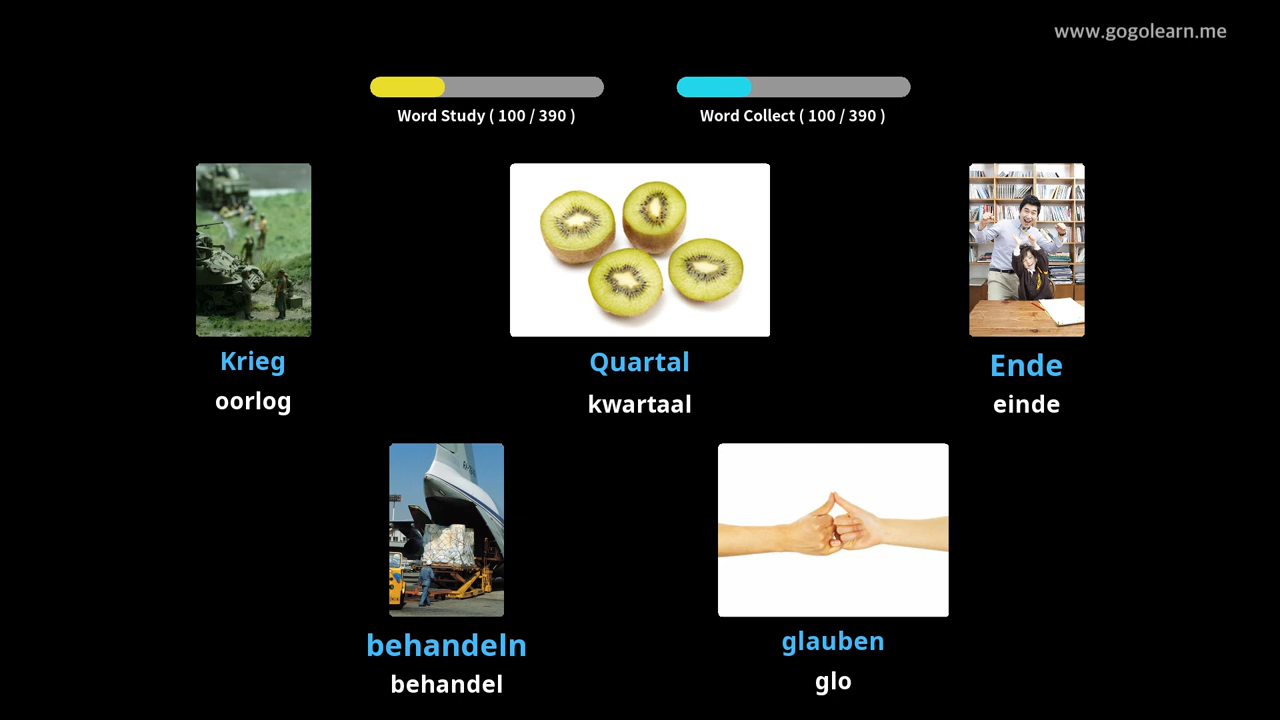 www.gogolearn.me
Word Study ( 100 / 390 )
Word Collect ( 100 / 390 )
Krieg
Quartal
Ende
oorlog
kwartaal
einde
behandeln
glauben
behandel
glo